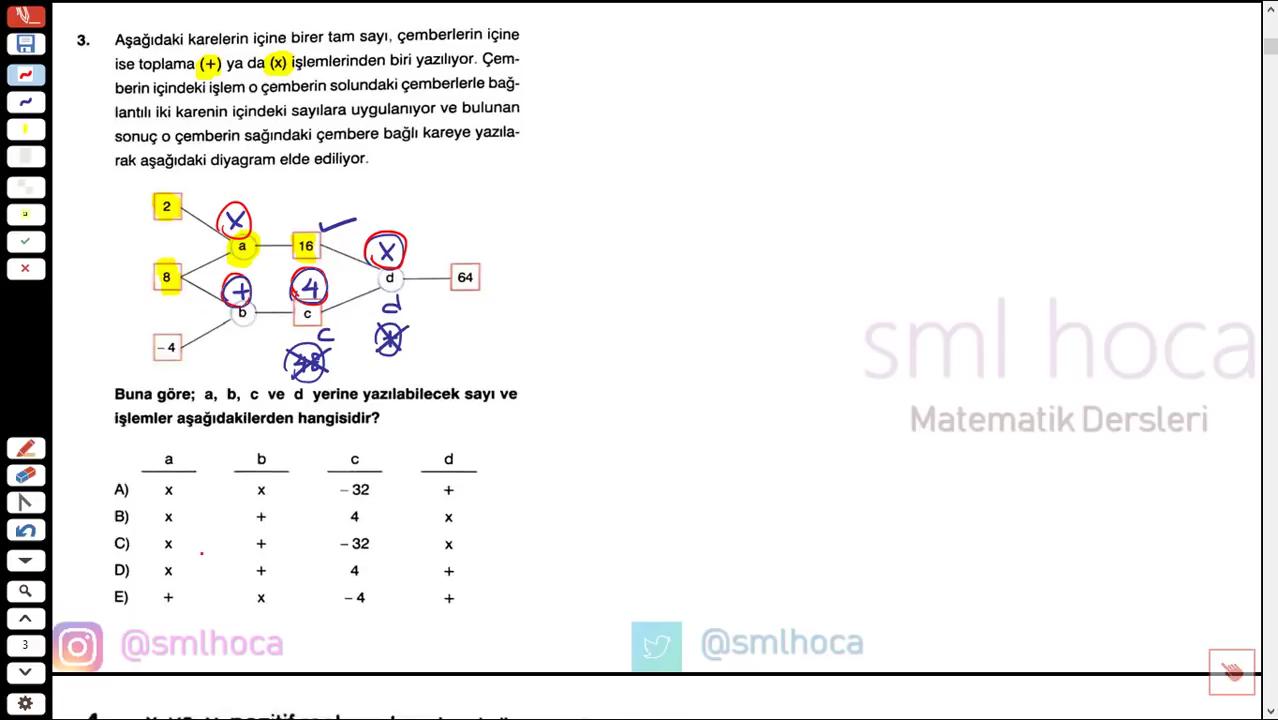 3. Aşağıdaki karelerin içine birer tam sayı, çemberlerin içine
ise toplama (+) ya da (x) işlemlerinden biri yazılıyor. Çem-
berin içindeki işlem o çemberin solundaki çemberlerle bağ-
lantılı iki karenin içindeki sayılara uygulanıyor ve bulunan
sonuç o çemberin sağındaki çembere bağlı kareye yazıla-
rak aşağıdaki diyagram elde ediliyor.
2
x
a
16
x
8
+
4
d
64
b
c
d
– 4
c
Buna göre; a, b, c ve d yerine yazılabilecek sayı ve
işlemler aşağıdakilerden hangisidir?
a b c d
A) x x – 32 +
B) x + 4 x
C) x + – 32 x
D) x + 4 +
E) + x – 4 +
sml hoca
Matematik Dersleri
@smlhoca
@smlhoca
3